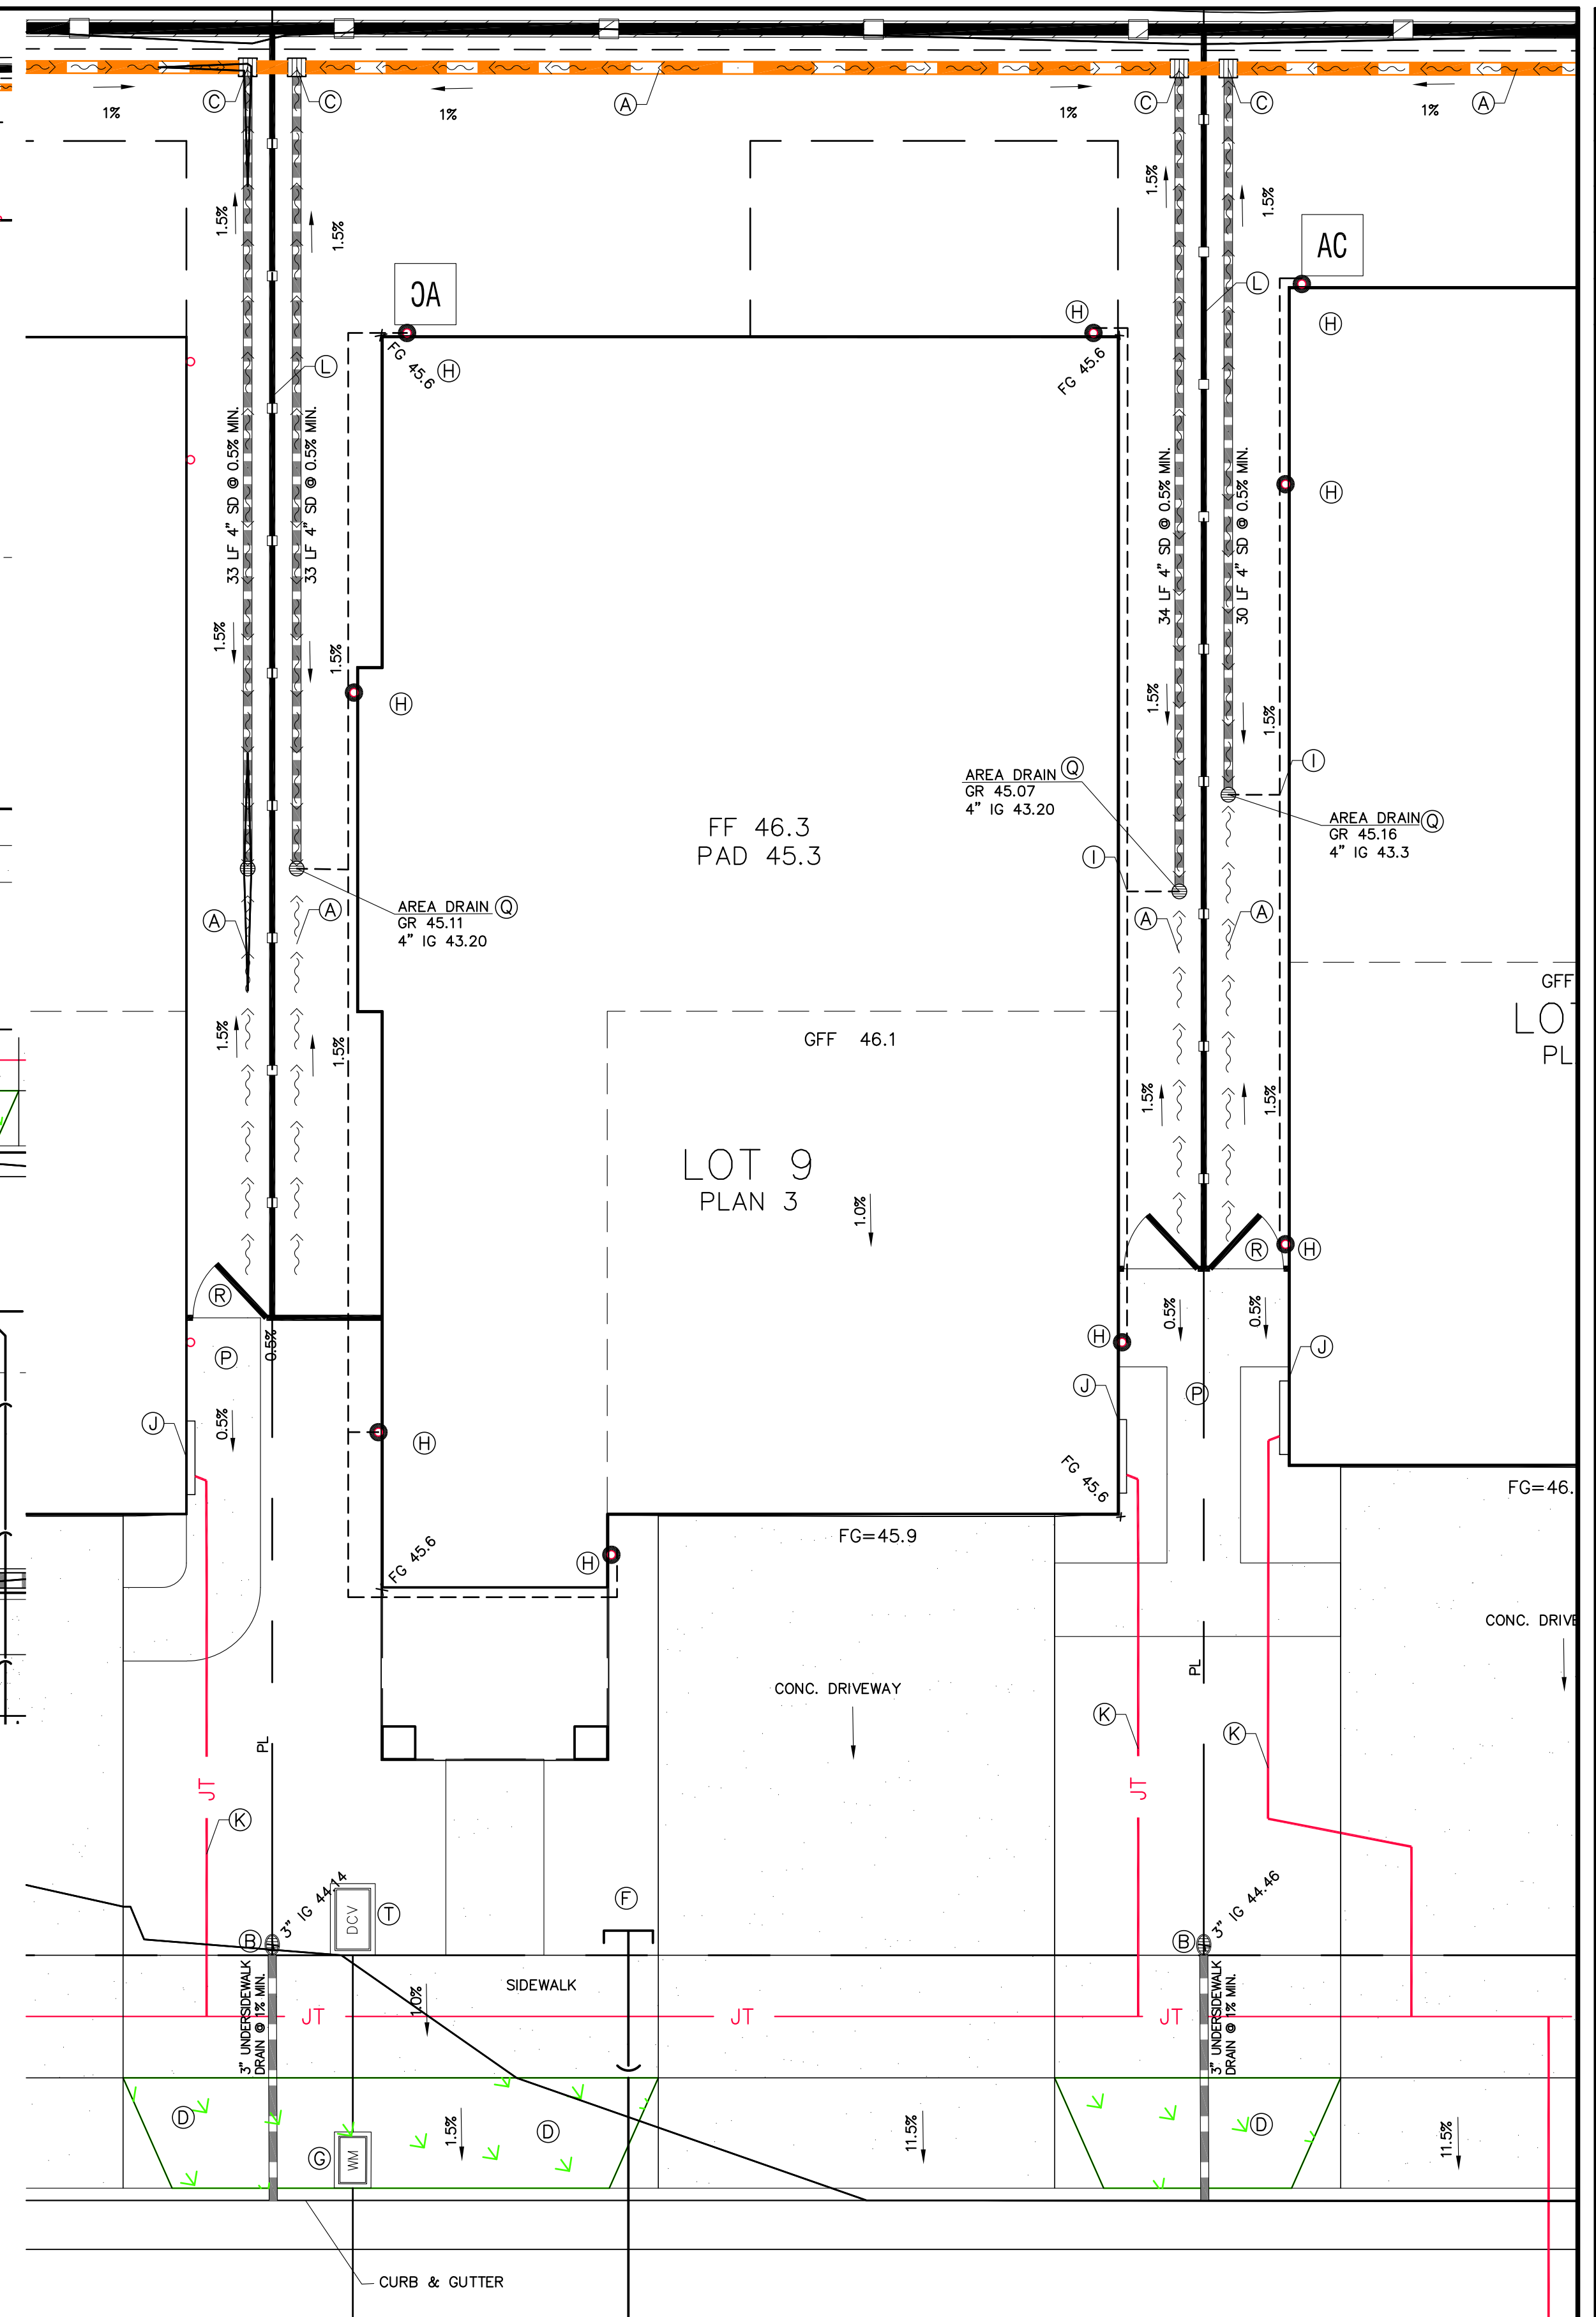 C
C
A
C
C
A
1%
1%
1%
1%
1.5%
1.5%
1.5%
1.5%
AC
AC
L
H
H
H
FG 45.6
H
FG 45.6
L
H
33 LF 4" SD @ 0.5% MIN.
33 LF 4" SD @ 0.5% MIN.
34 LF 4" SD @ 0.5% MIN.
30 LF 4" SD @ 0.5% MIN.
1.5%
1.5%
1.5%
1.5%
H
I
AREA DRAIN Q
GR 45.07
4" IG 43.20
AREA DRAIN Q
GR 45.16
4" IG 43.3
FF 46.3
PAD 45.3
I
A
A
AREA DRAIN Q
GR 45.11
4" IG 43.20
A
A
GFF
LO
PL
GFF 46.1
1.5%
1.5%
1.5%
1.5%
LOT 9
PLAN 3
1.0%
R
R
H
0.5%
0.5%
0.5%
P
H
J
J
P
J
0.5%
H
FG 45.6
FG=46.
FG=45.9
FG 45.6
H
CONC. DRIVE
PL
CONC. DRIVEWAY
K
K
PL
JT
JT
K
3" IG 44.14
DCV
T
F
3" IG 44.46
B
B
SIDEWALK
1.0%
3" UNDERSIDEWALK
DRAIN @ 1% MIN.
3" UNDERSIDEWALK
DRAIN @ 1% MIN.
JT
JT
JT
D
D
D
1.5%
11.5%
11.5%
G
WM
CURB & GUTTER